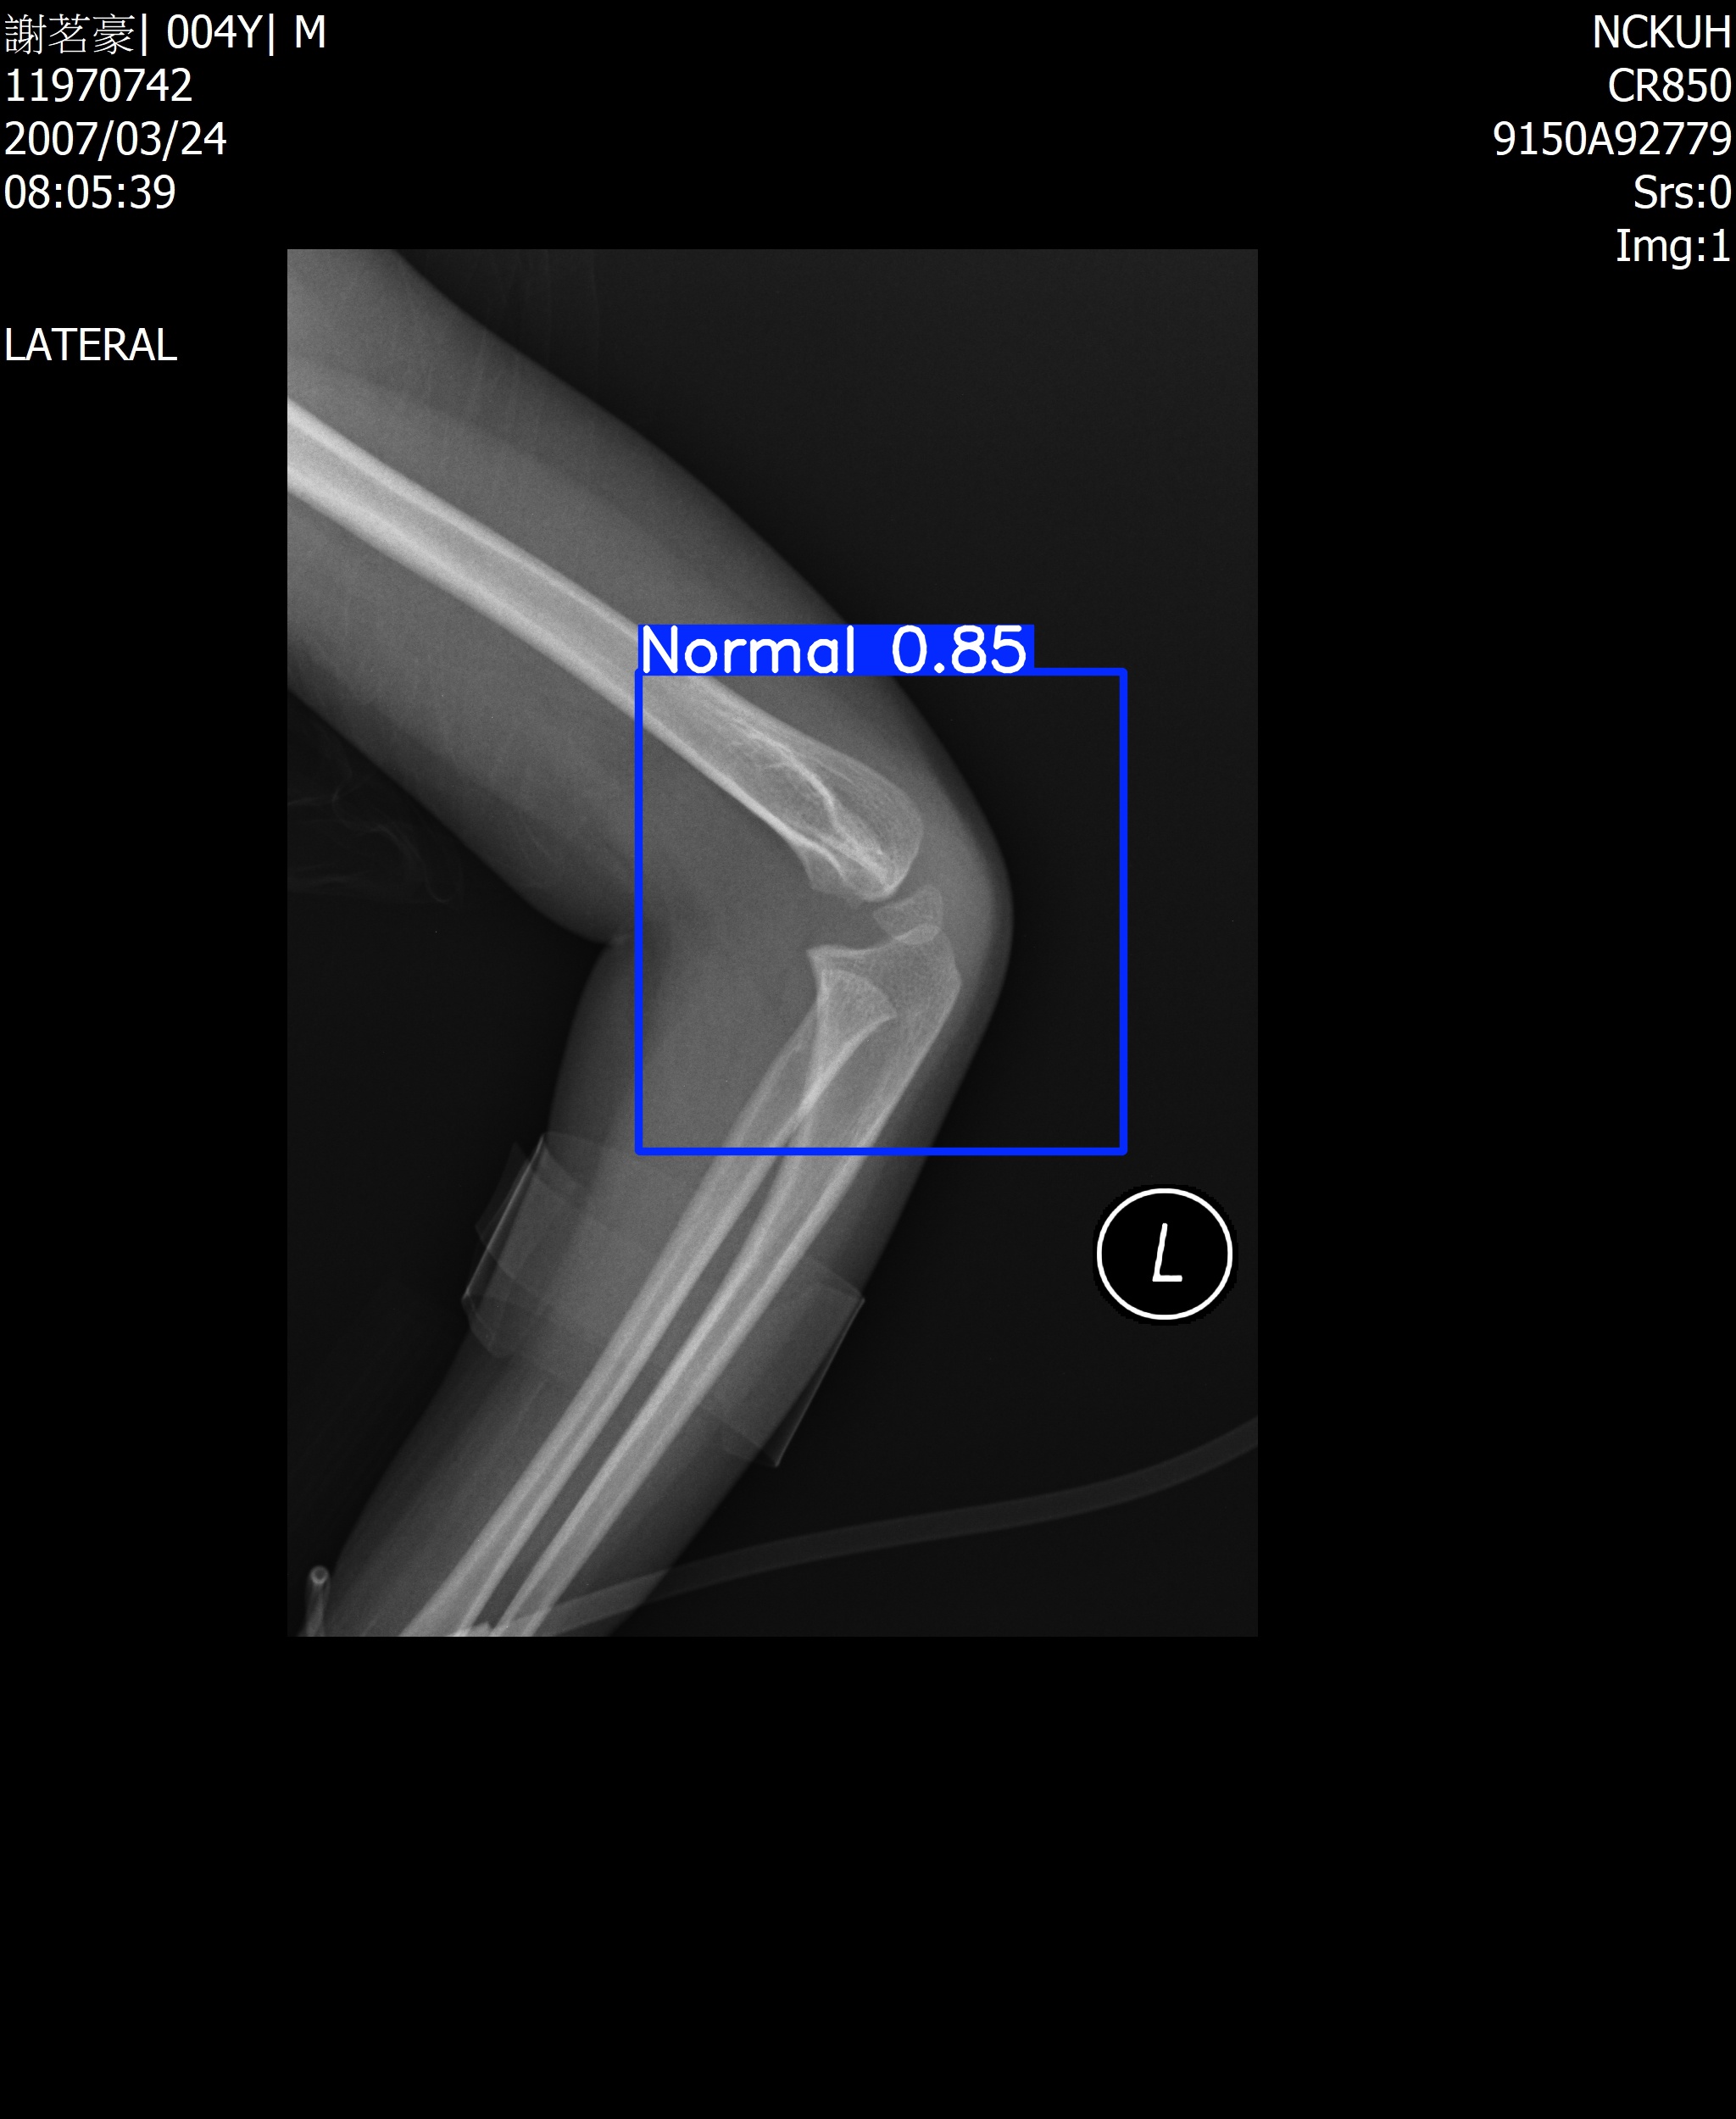 謝茗豪| 004Y| M
11970742
2007/03/24
08:05:39
LATERAL
NCKUH
CR850
9150A92779
Srs:0
Img:1
Normal 0.85
L